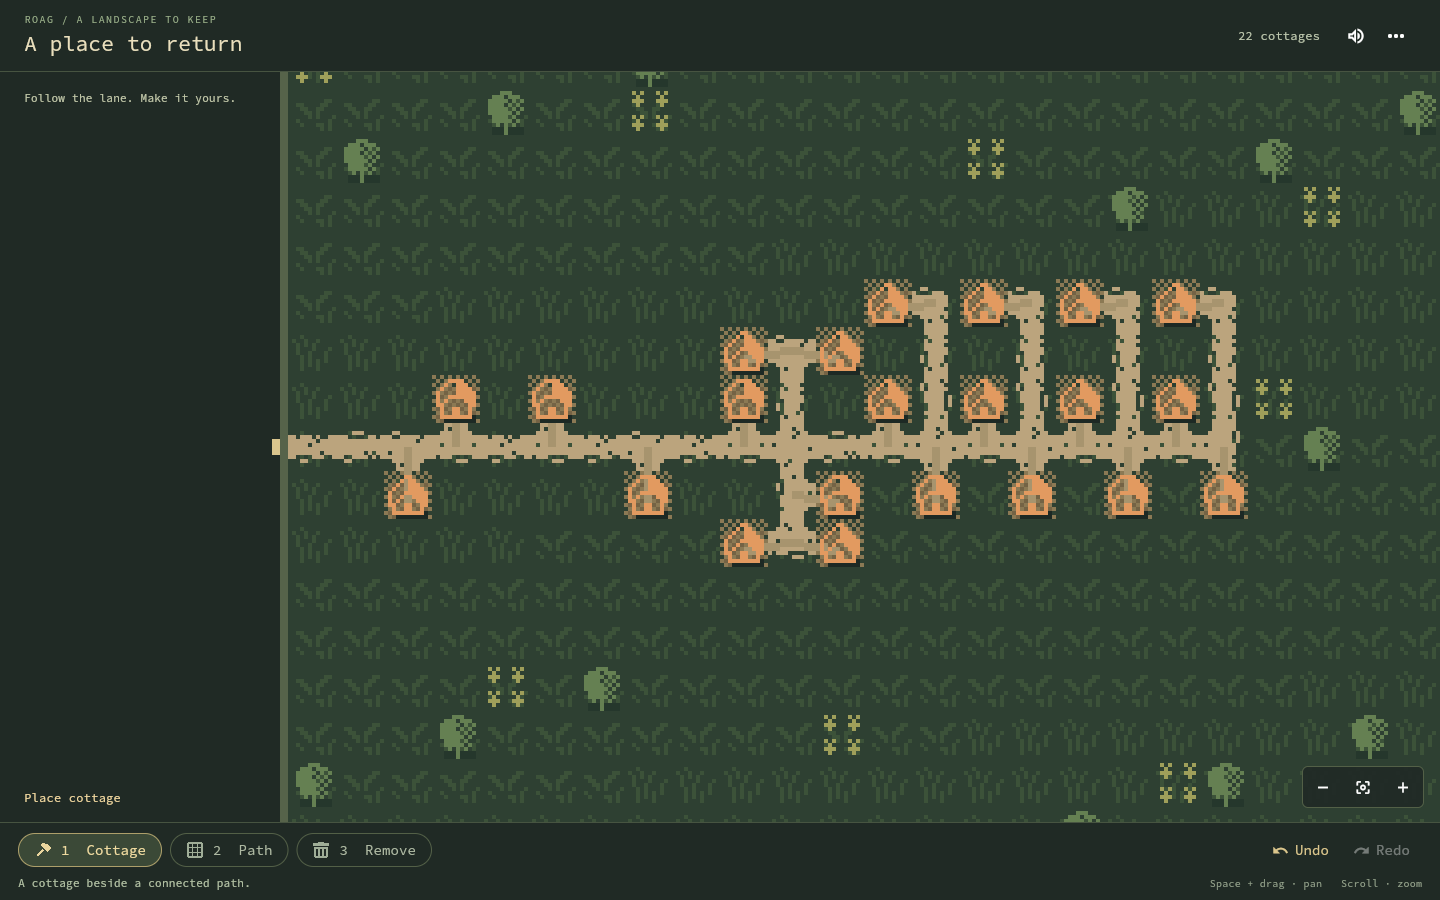 ROAG / A LANDSCAPE TO KEEP
A place to return
22 cottages
Follow the lane. Make it yours.
Place cottage
1 Cottage
2 Path
3 Remove
Undo
Redo
A cottage beside a connected path.
Space + drag · pan
Scroll · zoom